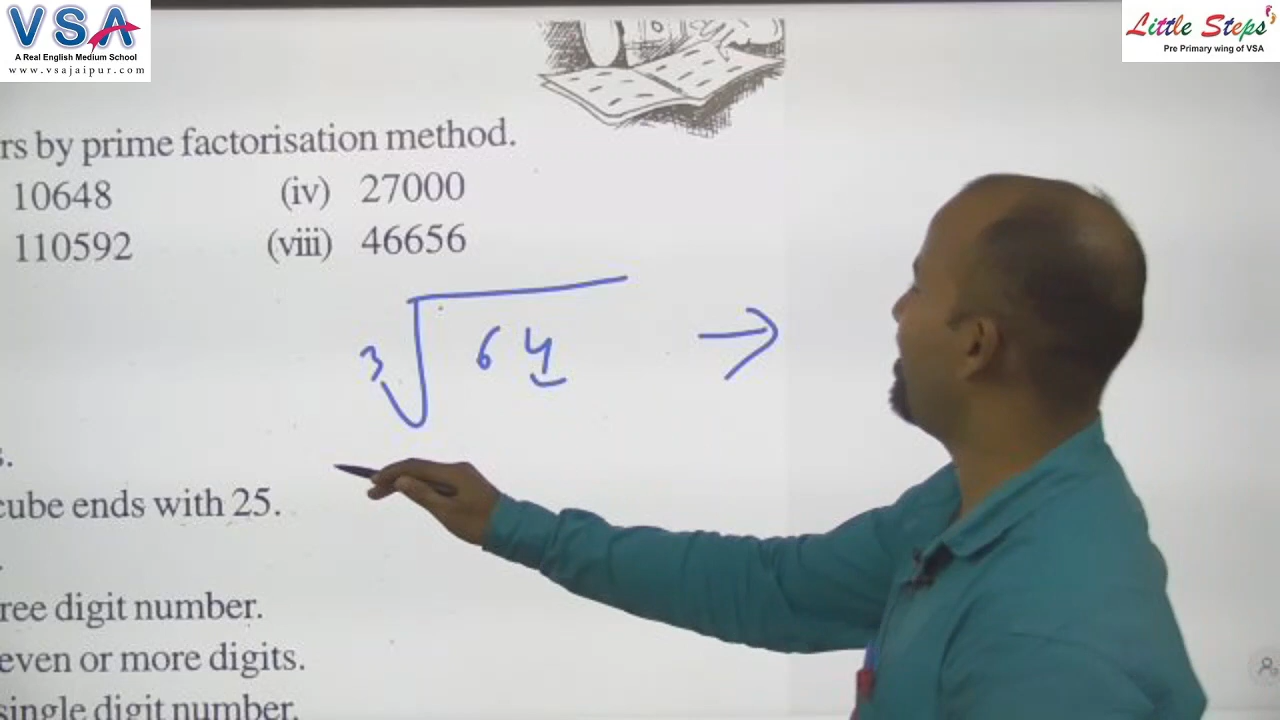 VSA
A Real English Medium School
www.vsajaipur.com
Little Steps
Pre Primary wing of VSA
rs by prime factorisation method.
10648 (iv) 27000
110592 (viii) 46656
∛64 →
s.
cube ends with 25.
.
ree digit number.
even or more digits.
single digit number.